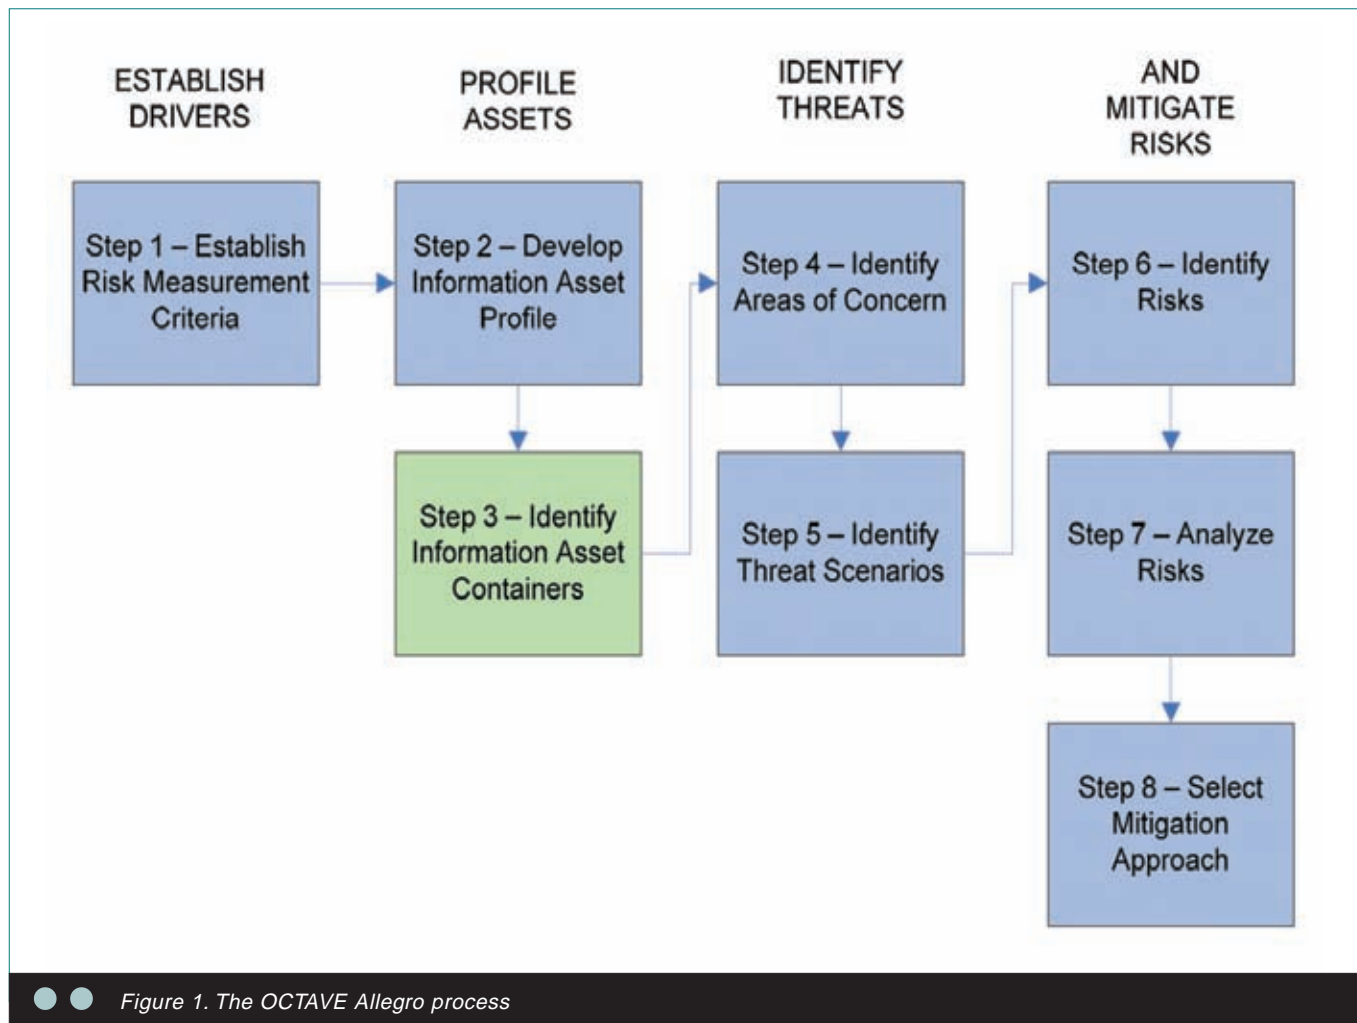 ESTABLISH
DRIVERS
PROFILE
ASSETS
IDENTIFY
THREATS
AND
MITIGATE
RISKS
Step 1 – Establish
Risk Measurement
Criteria
Step 2 – Develop
Information Asset
Profile
Step 3 – Identify
Information Asset
Containers
Step 4 – Identify
Areas of Concern
Step 5 – Identify
Threat Scenarios
Step 6 – Identify
Risks
Step 7 – Analyze
Risks
Step 8 – Select
Mitigation
Approach
Figure 1. The OCTAVE Allegro process